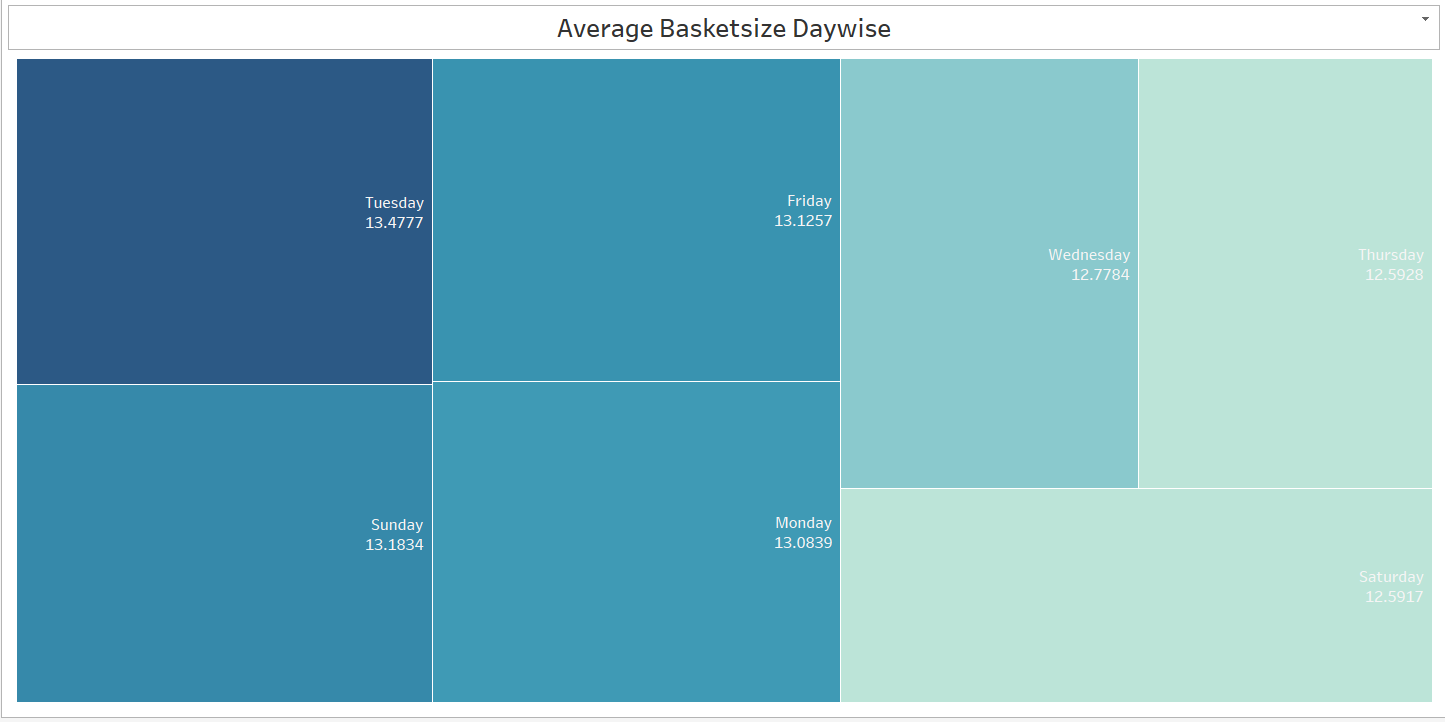 Average Basketsize Daywise
Tuesday
13.4777
Friday
13.1257
Wednesday
12.7784
Thursday
12.5928
Sunday
13.1834
Monday
13.0839
Saturday
12.5917